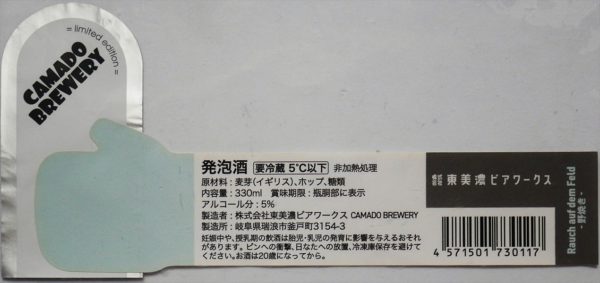 = limited edition =
CAMADO
BREWERY
発泡酒 要冷蔵 5℃以下 非加熱処理
原材料：麦芽(イギリス)、ホップ、糖類
内容量：330ml 賞味期限：瓶胴部に表示
アルコール分：5%
製造者：株式会社東美濃ビアワークス CAMADO BREWERY
製造所：岐阜県瑞浪市釜戸町3154-3
妊娠中や、授乳期の飲酒は胎児・乳児の発育に影響を与えるおそれ
があります。ビンへの衝撃、日なたへの放置、冷凍庫保存を避けて
ください。お酒は20歳になってから。
株式会社 東美濃ビアワークス
4 571501 730117
Rauch auf dem Feld
- 野焼き -